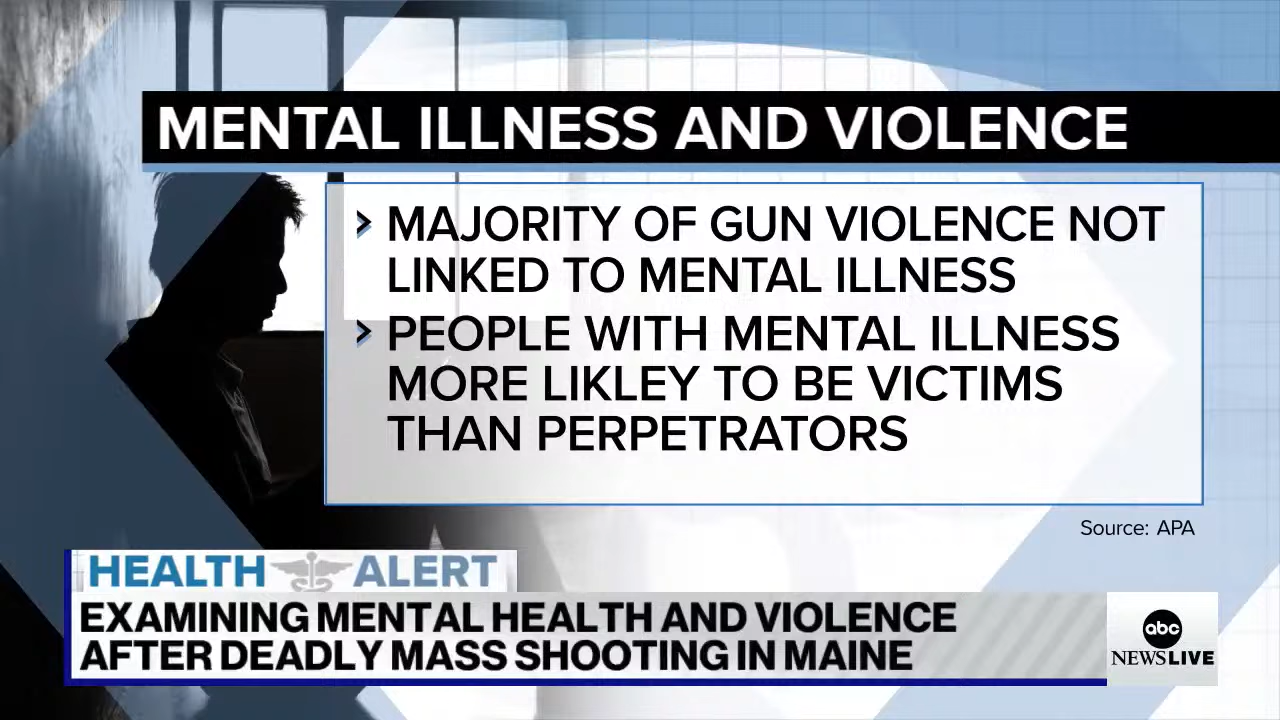 MENTAL ILLNESS AND VIOLENCE
> MAJORITY OF GUN VIOLENCE NOT
LINKED TO MENTAL ILLNESS
> PEOPLE WITH MENTAL ILLNESS
MORE LIKLEY TO BE VICTIMS
THAN PERPETRATORS
Source: APA
HEALTH ALERT
EXAMINING MENTAL HEALTH AND VIOLENCE
AFTER DEADLY MASS SHOOTING IN MAINE
abc
NEWSLIVE